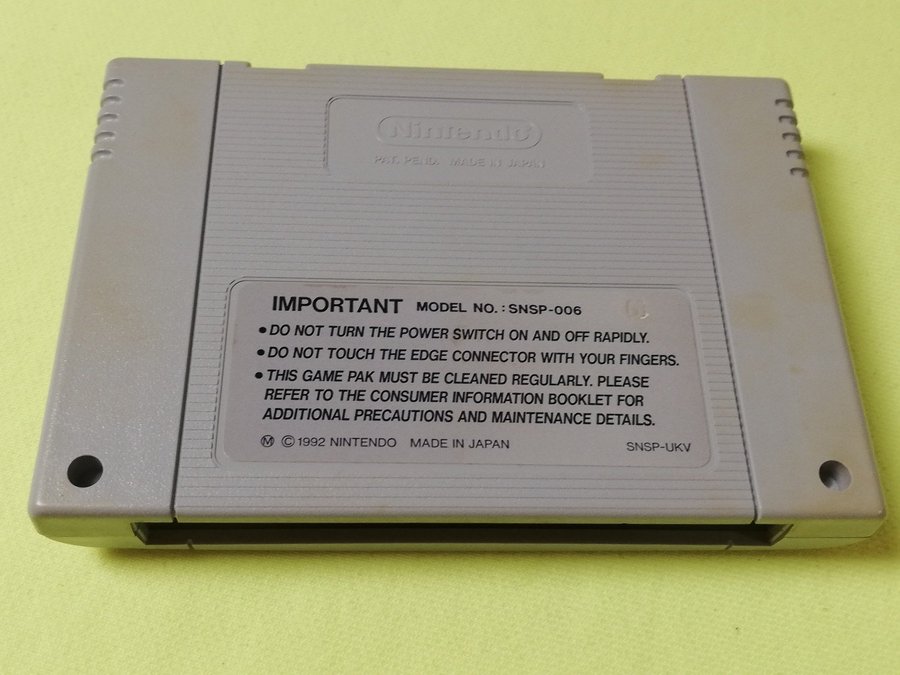 Nintendo
PAT. PEND. MADE IN JAPAN
IMPORTANT MODEL NO.: SNSP-006
• DO NOT TURN THE POWER SWITCH ON AND OFF RAPIDLY.
• DO NOT TOUCH THE EDGE CONNECTOR WITH YOUR FINGERS.
• THIS GAME PAK MUST BE CLEANED REGULARLY. PLEASE
REFER TO THE CONSUMER INFORMATION BOOKLET FOR
ADDITIONAL PRECAUTIONS AND MAINTENANCE DETAILS.
Ⓜ © 1992 NINTENDO MADE IN JAPAN SNSP-UKV